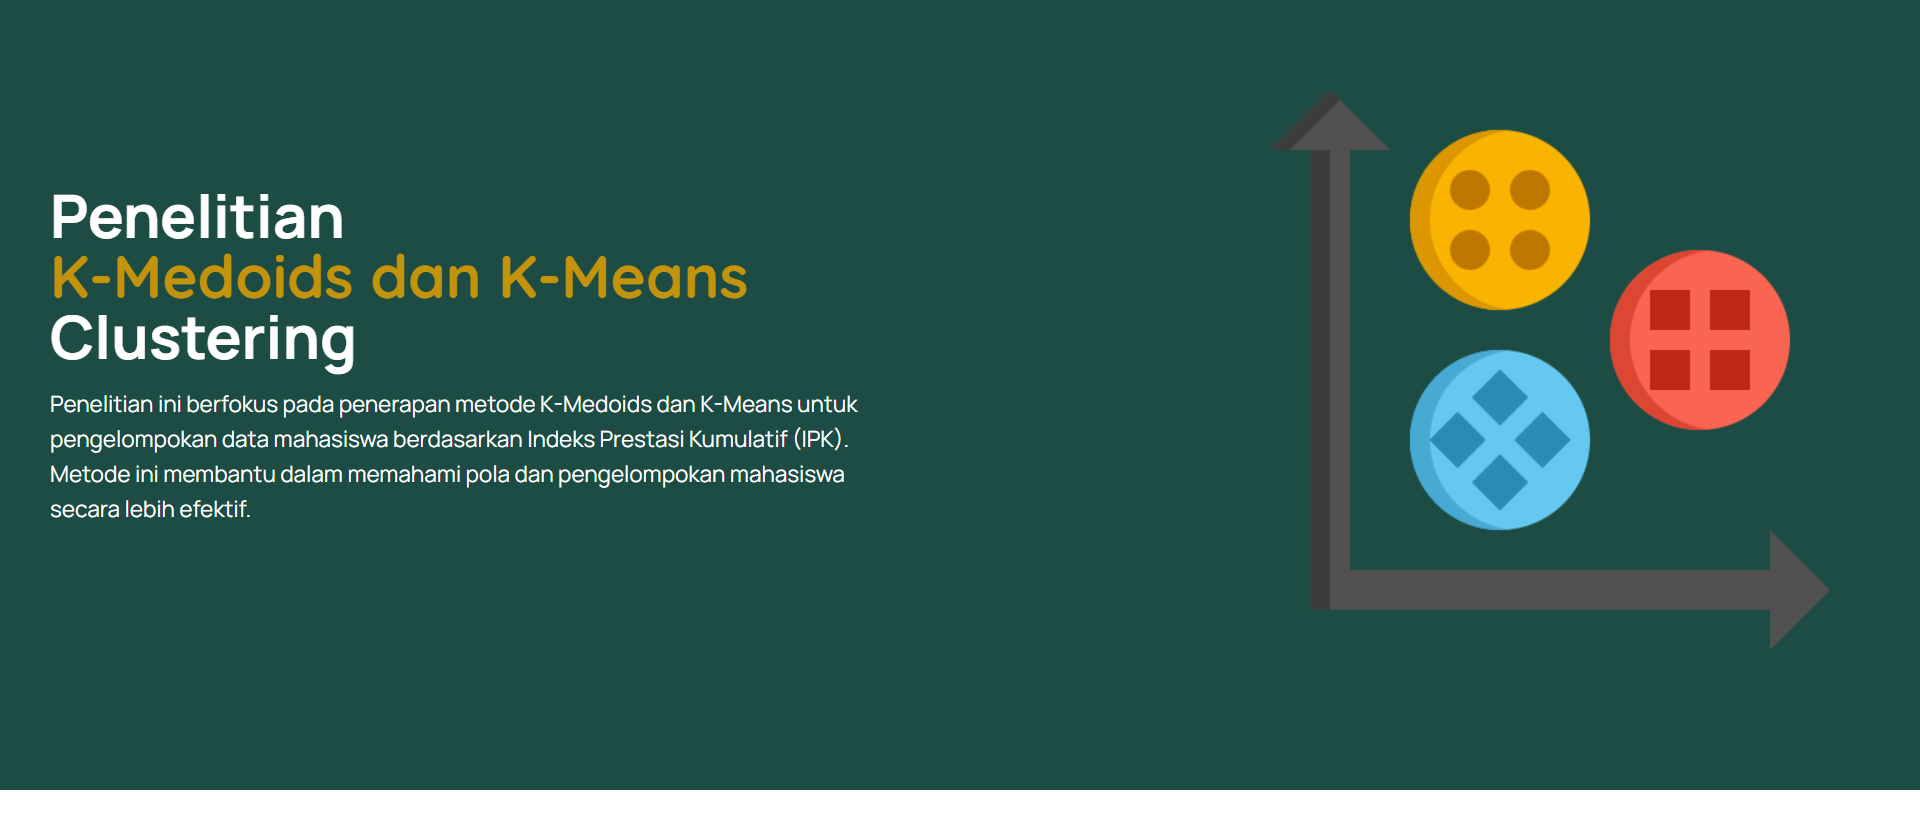 Penelitian
K-Medoids dan K-Means
Clustering
Penelitian ini berfokus pada penerapan metode K-Medoids dan K-Means untuk
pengelompokan data mahasiswa berdasarkan Indeks Prestasi Kumulatif (IPK).
Metode ini membantu dalam memahami pola dan pengelompokan mahasiswa
secara lebih efektif.